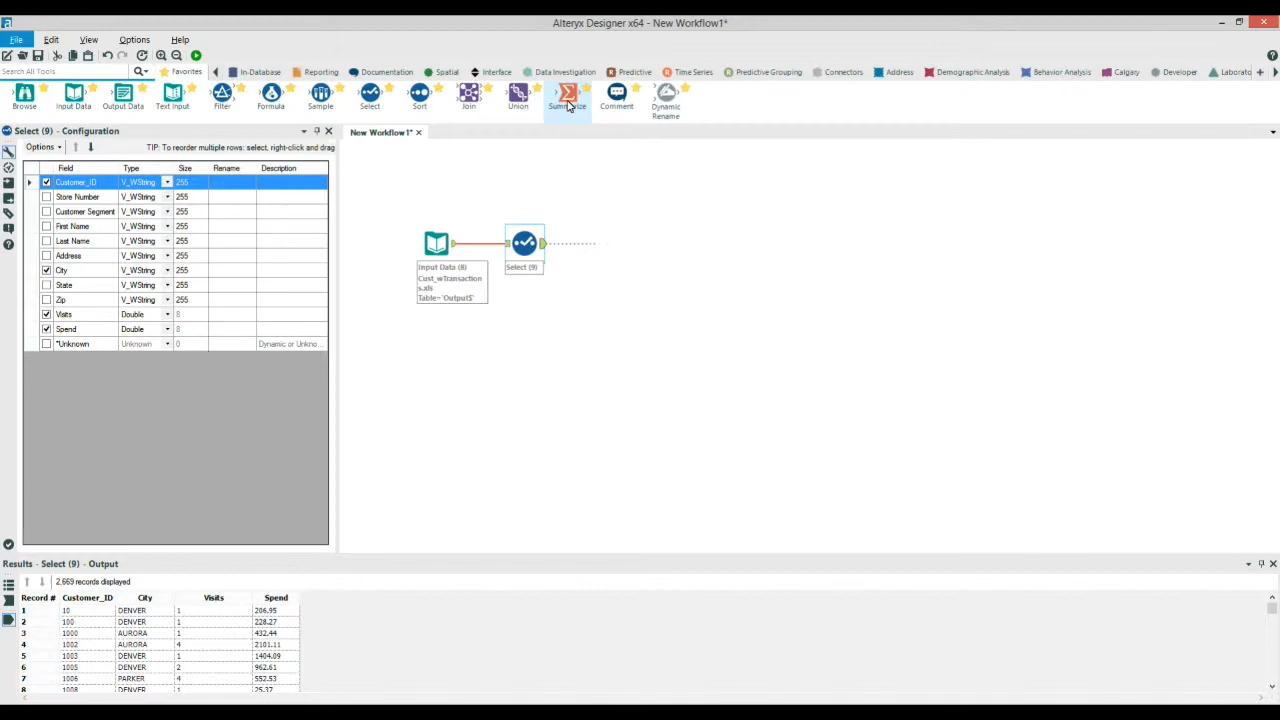 Alteryx Designer x64 - New Workflow1*
File Edit View Options Help
Search All Tools Favorites In-Database Reporting Documentation Spatial Interface Data Investigation Predictive Time Series Predictive Grouping Connectors Address Demographic Analysis Behavior Analysis Calgary Developer Laborato
Browse Input Data Output Data Text Input Filter Formula Sample Select Sort Join Union Summarize Comment Dynamic Rename
Select (9) - Configuration
New Workflow1*
Options TIP: To reorder multiple rows: select, right-click and drag
Field Type Size Rename Description
Customer_ID V_WString 255
Store Number V_WString 255
Customer Segment V_WString 255
First Name V_WString 255
Last Name V_WString 255
Address V_WString 255
City V_WString 255
State V_WString 255
Zip V_WString 255
Visits Double 8
Spend Double 8
*Unknown Unknown 0 Dynamic or Unkno...
Input Data (8)
Cust_wTransaction
s.xls
Table='Output$'
Select (9)
Results - Select (9) - Output
2,669 records displayed
Record # Customer_ID City Visits Spend
1 10 DENVER 1 206.95
2 100 DENVER 1 228.27
3 1000 AURORA 1 432.44
4 1002 AURORA 4 2101.11
5 1003 DENVER 1 1404.09
6 1005 DENVER 2 962.61
7 1006 PARKER 4 552.53
8 1008 DENVER 1 25.37